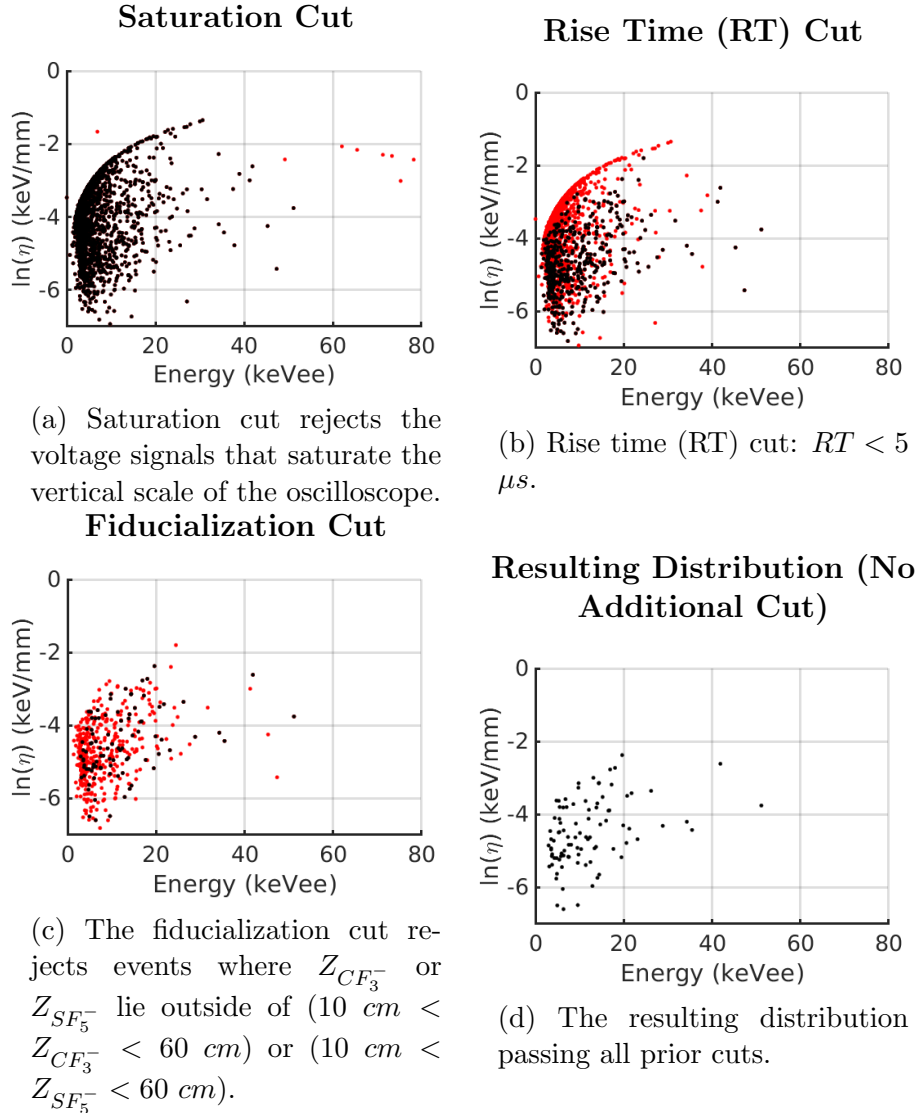 Saturation Cut
0
-2
-4
-6
ln(η) (keV/mm)
0 20 40 60 80
Energy (keVee)
(a) Saturation cut rejects the
voltage signals that saturate the
vertical scale of the oscilloscope.
Rise Time (RT) Cut
0
-2
-4
-6
ln(η) (keV/mm)
0 20 40 60 80
Energy (keVee)
(b) Rise time (RT) cut: RT < 5
μs.
Fiducialization Cut
0
-2
-4
-6
ln(η) (keV/mm)
0 20 40 60 80
Energy (keVee)
(c) The fiducialization cut re-
jects events where Z_{CF_3^-} or
Z_{SF_5^-} lie outside of (10 cm <
Z_{CF_3^-} < 60 cm) or (10 cm <
Z_{SF_5^-} < 60 cm).
Resulting Distribution (No
Additional Cut)
0
-2
-4
-6
ln(η) (keV/mm)
0 20 40 60 80
Energy (keVee)
(d) The resulting distribution
passing all prior cuts.